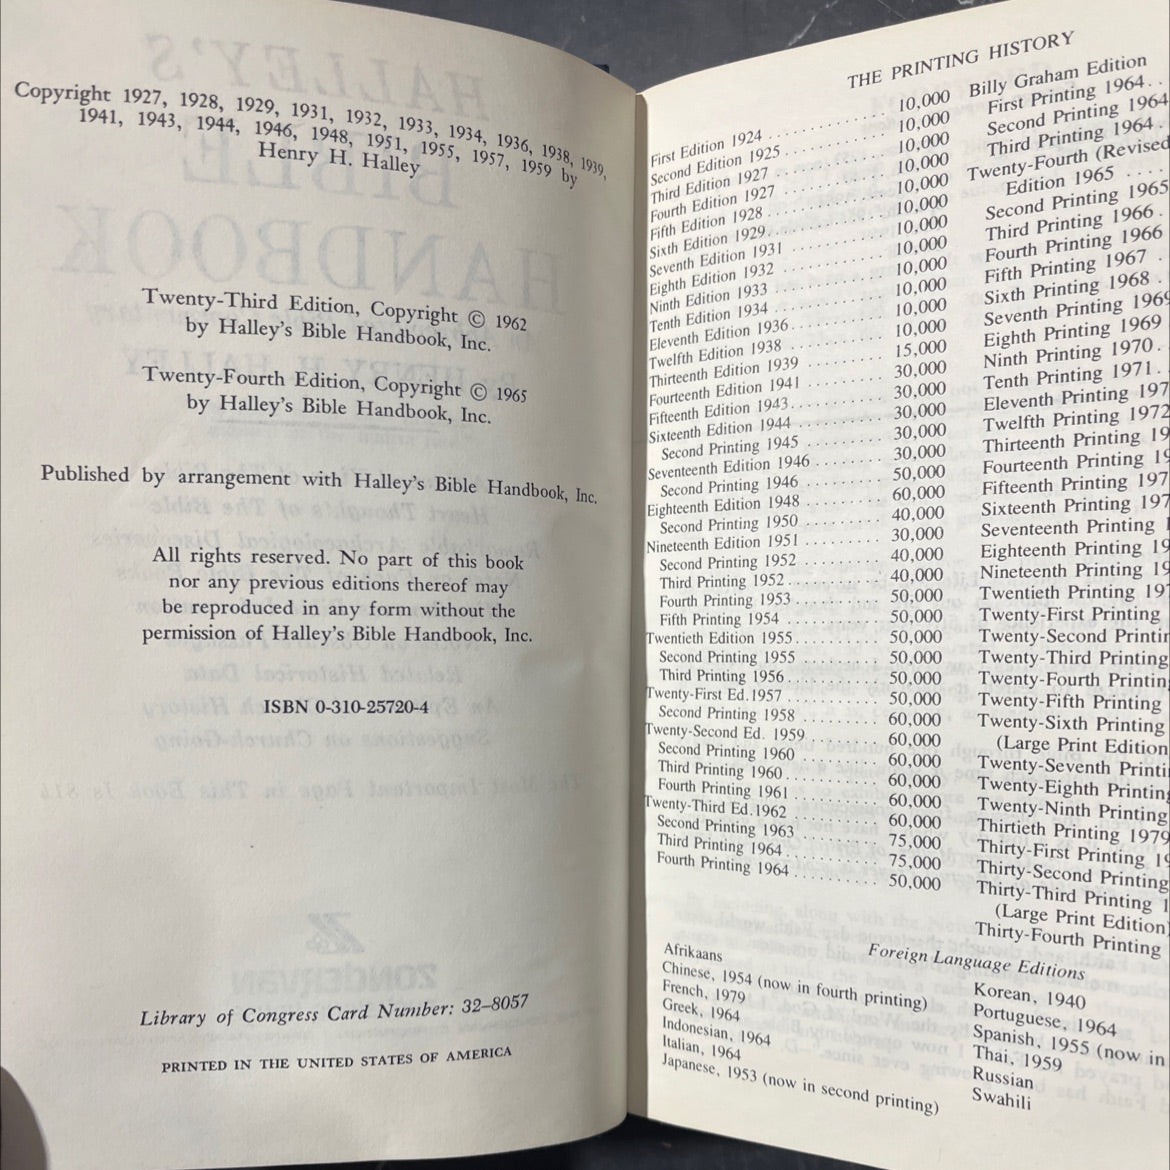 Copyright 1927, 1928, 1929, 1931, 1932, 1933, 1934, 1936, 1938, 1939,
1941, 1943, 1944, 1946, 1948, 1951, 1955, 1957, 1959 by
Henry H. Halley
Twenty-Third Edition, Copyright © 1962
by Halley's Bible Handbook, Inc.
Twenty-Fourth Edition, Copyright © 1965
by Halley's Bible Handbook, Inc.
Published by arrangement with Halley's Bible Handbook, Inc.
All rights reserved. No part of this book
nor any previous editions thereof may
be reproduced in any form without the
permission of Halley's Bible Handbook, Inc.
ISBN 0-310-25720-4
Library of Congress Card Number: 32-8057
PRINTED IN THE UNITED STATES OF AMERICA
THE PRINTING HISTORY
First Edition 1924 .......... 10,000
Second Edition 1925 .......... 10,000
Third Edition 1927 .......... 10,000
Fourth Edition 1927 .......... 10,000
Fifth Edition 1928 .......... 10,000
Sixth Edition 1929 .......... 10,000
Seventh Edition 1931 .......... 10,000
Eighth Edition 1932 .......... 10,000
Ninth Edition 1933 .......... 10,000
Tenth Edition 1934 .......... 10,000
Eleventh Edition 1936 .......... 10,000
Twelfth Edition 1938 .......... 10,000
Thirteenth Edition 1939 .......... 15,000
Fourteenth Edition 1941 .......... 30,000
Fifteenth Edition 1943 .......... 30,000
Sixteenth Edition 1944 .......... 30,000
Second Printing 1945 .......... 30,000
Seventeenth Edition 1946 .......... 30,000
Second Printing 1946 .......... 50,000
Eighteenth Edition 1948 .......... 60,000
Second Printing 1950 .......... 40,000
Nineteenth Edition 1951 .......... 30,000
Second Printing 1952 .......... 40,000
Third Printing 1952 .......... 40,000
Fourth Printing 1953 .......... 50,000
Fifth Printing 1954 .......... 50,000
Twentieth Edition 1955 .......... 50,000
Second Printing 1955 .......... 50,000
Third Printing 1956 .......... 50,000
Twenty-First Ed. 1957 .......... 50,000
Second Printing 1958 .......... 60,000
Twenty-Second Ed. 1959 .......... 60,000
Second Printing 1960 .......... 60,000
Third Printing 1960 .......... 60,000
Fourth Printing 1961 .......... 60,000
Twenty-Third Ed. 1962 .......... 60,000
Second Printing 1963 .......... 75,000
Third Printing 1964 .......... 75,000
Fourth Printing 1964 .......... 50,000
Billy Graham Edition
First Printing 1964
Second Printing 1964
Third Printing 1964
Twenty-Fourth (Revised
Edition 1965
Second Printing 1965
Third Printing 1966
Fourth Printing 1966
Fifth Printing 1967
Sixth Printing 1968
Seventh Printing 1969
Eighth Printing 1969
Ninth Printing 1970
Tenth Printing 1971
Eleventh Printing 197
Twelfth Printing 1972
Thirteenth Printing 19
Fourteenth Printing 19
Fifteenth Printing 197
Sixteenth Printing 197
Seventeenth Printing 1
Eighteenth Printing 19
Nineteenth Printing 19
Twentieth Printing 197
Twenty-First Printing
Twenty-Second Printin
Twenty-Third Printing
Twenty-Fourth Printing
Twenty-Fifth Printing
Twenty-Sixth Printing
(Large Print Edition
Twenty-Seventh Printi
Twenty-Eighth Printing
Twenty-Ninth Printing
Thirtieth Printing 1979
Thirty-First Printing 19
Thirty-Second Printing
Thirty-Third Printing 1
(Large Print Edition)
Thirty-Fourth Printing
Foreign Language Editions
Afrikaans
Chinese, 1954 (now in fourth printing)
French, 1979
Greek, 1964
Indonesian, 1964
Italian, 1964
Japanese, 1953 (now in second printing)
Korean, 1940
Portuguese, 1964
Spanish, 1955 (now in
Thai, 1959
Russian
Swahili